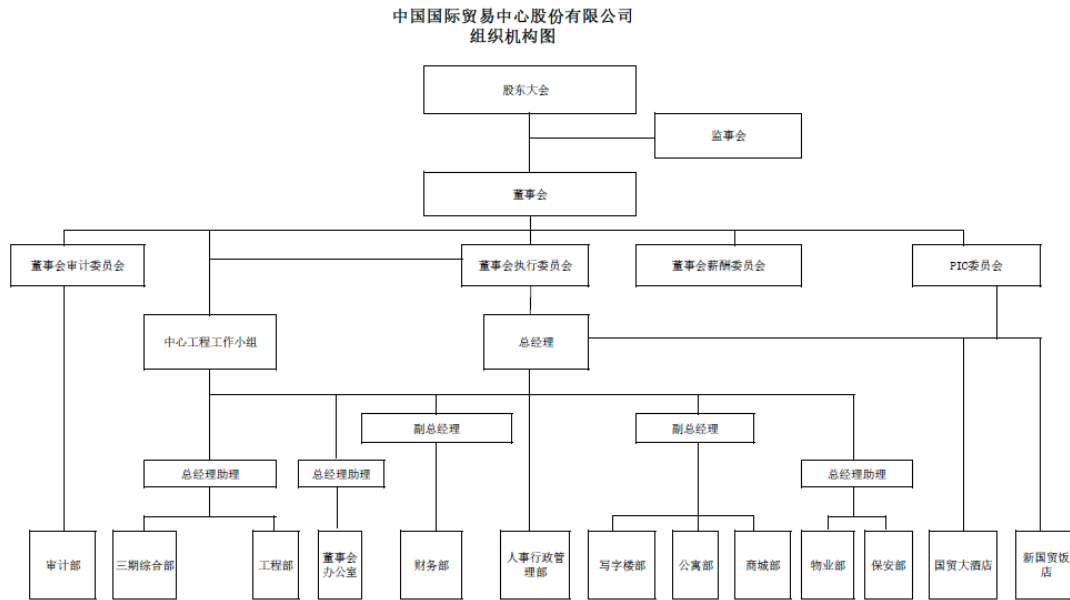 中国国际贸易中心股份有限公司
组织机构图
股东大会
监事会
董事会
董事会审计委员会
董事会执行委员会
董事会薪酬委员会
PIC委员会
中心工程工作小组
总经理
副总经理
副总经理
总经理助理
总经理助理
总经理助理
审计部
三期综合部
工程部
董事会
办公室
财务部
人事行政管
理部
写字楼部
公寓部
商城部
物业部
保安部
国贸大酒店
新国贸饭
店